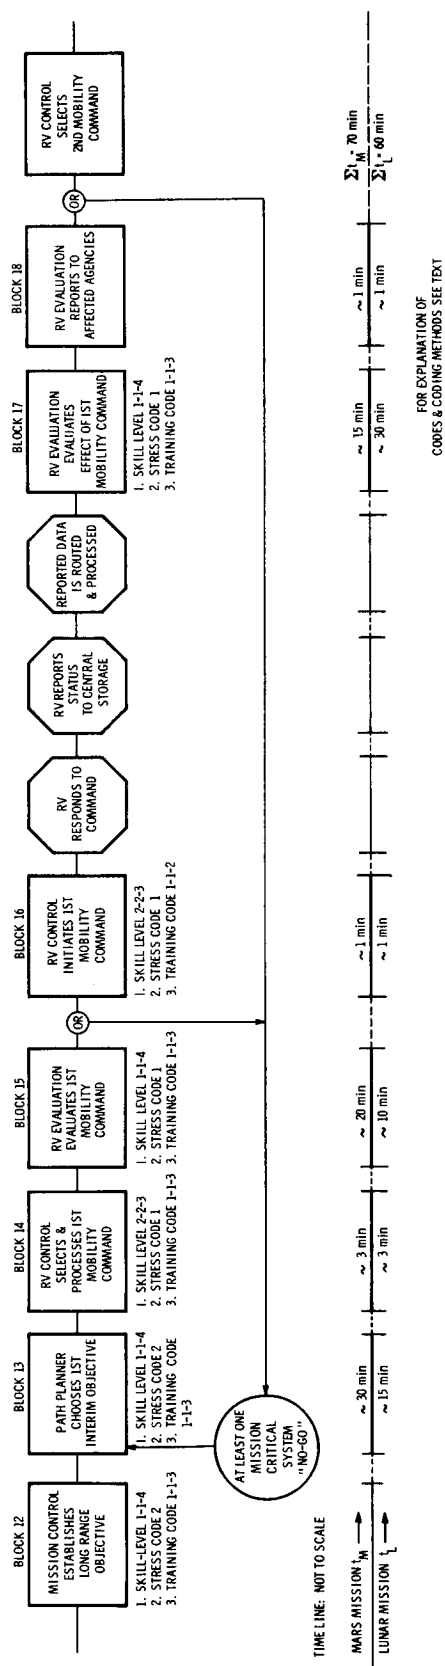 BLOCK 12
MISSION CONTROL
ESTABLISHES
LONG RANGE
OBJECTIVE
1. SKILL-LEVEL 1-1-4
2. STRESS CODE 2
3. TRAINING CODE 1-1-3
BLOCK 13
PATH PLANNER
CHOOSES 1ST
INTERIM OBJECTIVE
1. SKILL LEVEL 1-1-4
2. STRESS CODE 2
3. TRAINING CODE
1-1-3
BLOCK 14
RV CONTROL
SELECTS &
PROCESSES 1ST
MOBILITY
COMMAND
1. SKILL LEVEL 2-2-3
2. STRESS CODE 1
3. TRAINING CODE 1-1-3
BLOCK 15
RV EVALUATION
EVALUATES 1ST
MOBILITY
COMMAND
1. SKILL LEVEL 1-1-4
2. STRESS CODE 1
3. TRAINING CODE 1-1-3
OR
BLOCK 16
RV CONTROL
INITIATES 1ST
MOBILITY
COMMAND
1. SKILL LEVEL 2-2-3
2. STRESS CODE 1
3. TRAINING CODE 1-1-2
RV
RESPONDS TO
COMMAND
RV REPORTS
STATUS
TO CENTRAL
STORAGE
REPORTED DATA
IS ROUTED
& PROCESSED
BLOCK 17
RV EVALUATION
EVALUATES
EFFECT OF 1ST
MOBILITY COMMAND
1. SKILL LEVEL 1-1-4
2. STRESS CODE 1
3. TRAINING CODE 1-1-3
BLOCK 18
RV EVALUATION
REPORTS TO
AFFECTED AGENCIES
OR
RV CONTROL
SELECTS
2ND MOBILITY
COMMAND
AT LEAST ONE
MISSION
CRITICAL
SYSTEM
"NO-GO"
TIME LINE: NOT TO SCALE
MARS MISSION tM
~ 30 min
~ 3 min
~ 20 min
~ 1 min
~ 15 min
~ 1 min
ΣtM = 70 min
LUNAR MISSION tL
~ 15 min
~ 3 min
~ 10 min
~ 1 min
~ 30 min
~ 1 min
ΣtL = 60 min
FOR EXPLANATION OF
CODES & CODING METHODS SEE TEXT